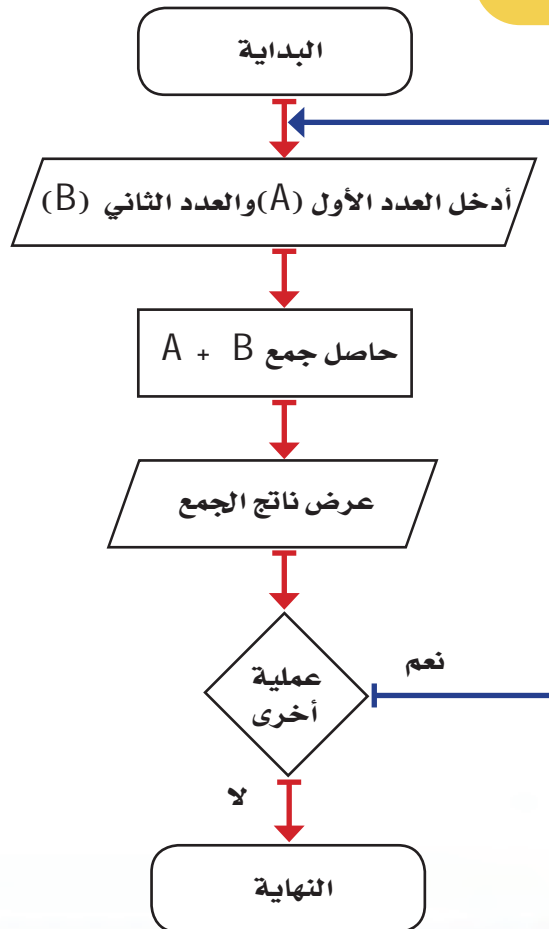 البداية
أدخل العدد الأول (A) والعدد الثاني (B)
حاصل جمع A + B
عرض ناتج الجمع
عملية
أخرى
نعم
لا
النهاية